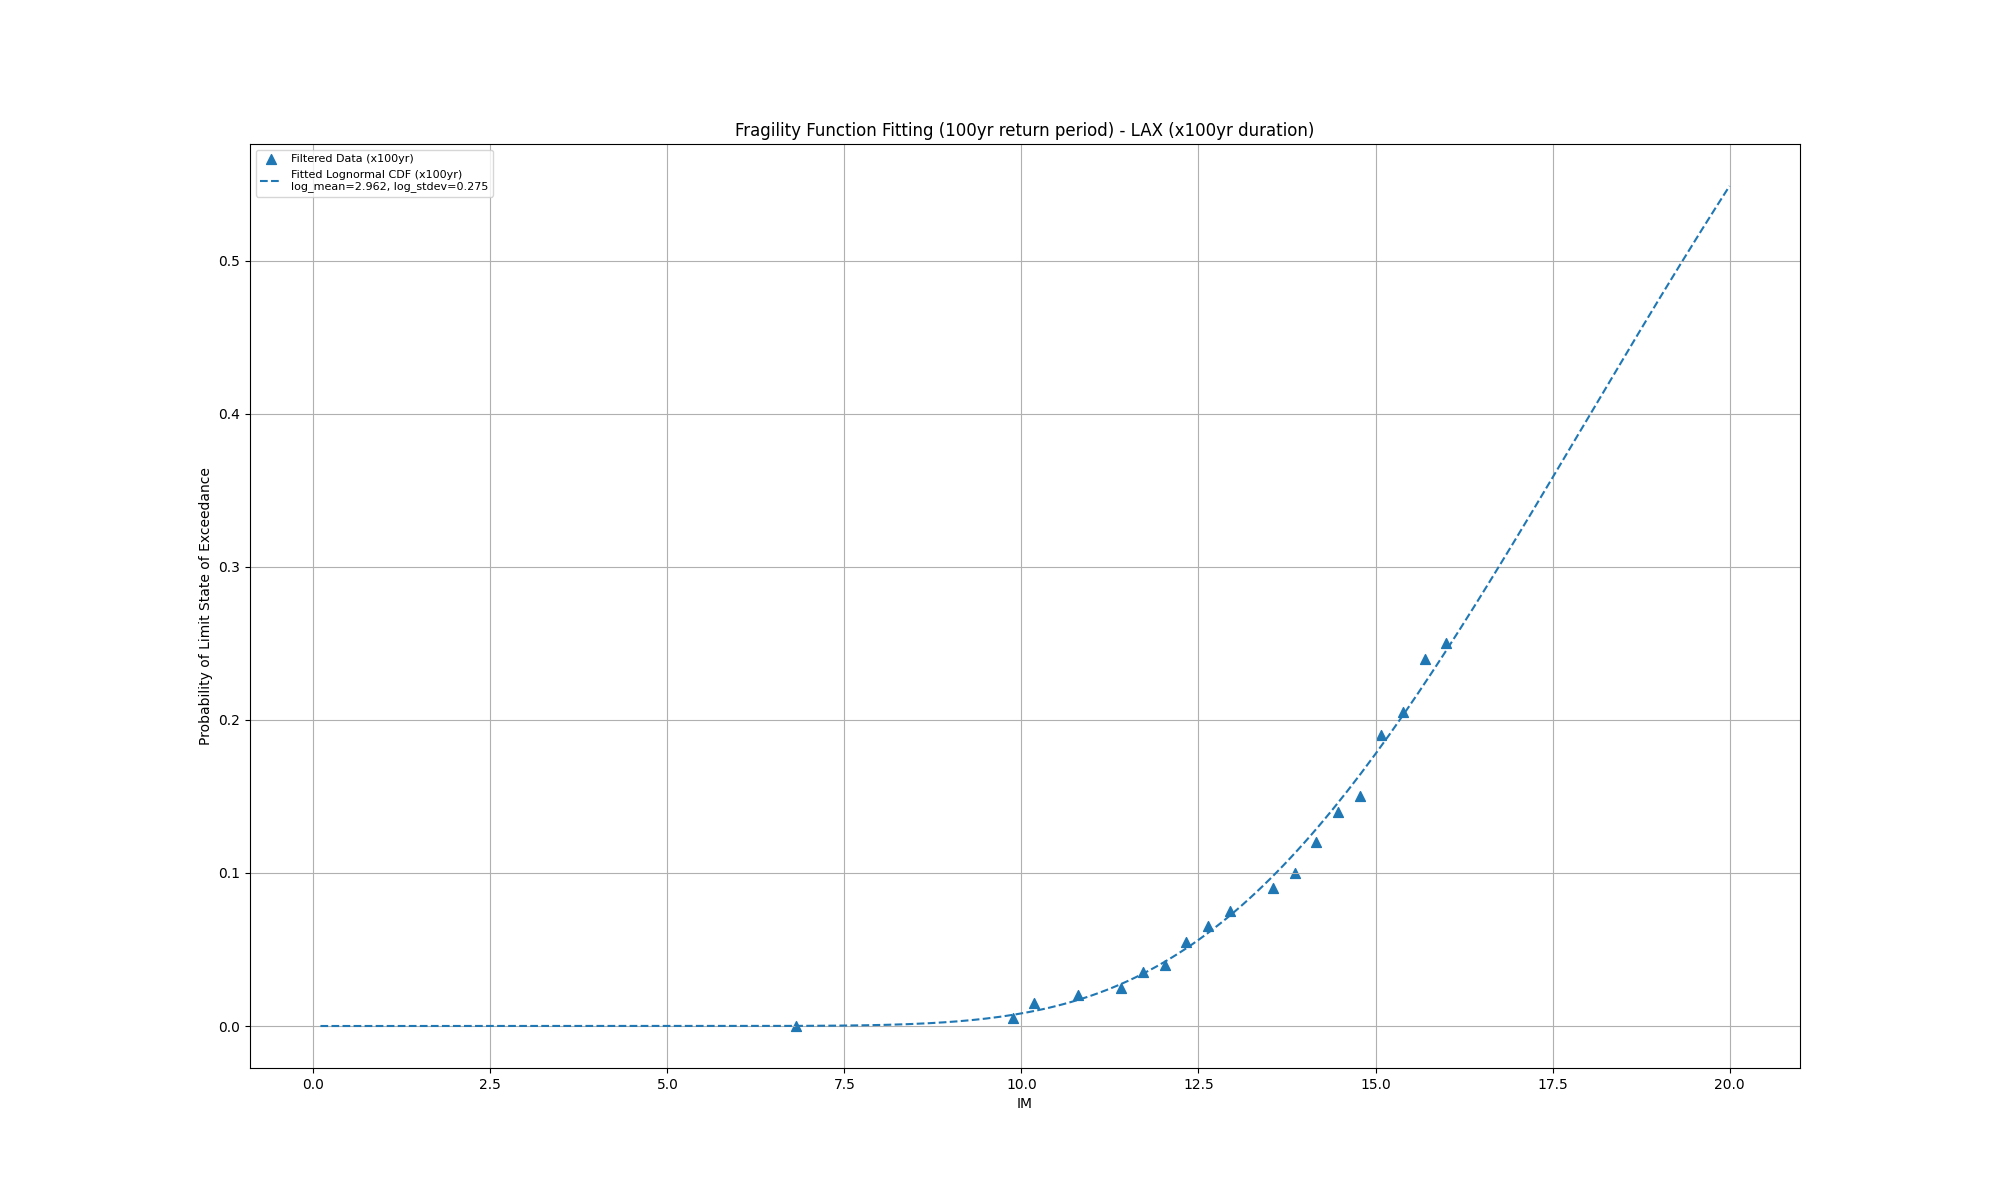 Fragility Function Fitting (100yr return period) - LAX (x100yr duration)
Filtered Data (x100yr)
Fitted Lognormal CDF (x100yr)
log_mean=2.962, log_stdev=0.275
Probability of Limit State of Exceedance
0.5
0.4
0.3
0.2
0.1
0.0
0.0 2.5 5.0 7.5 10.0 12.5 15.0 17.5 20.0
IM